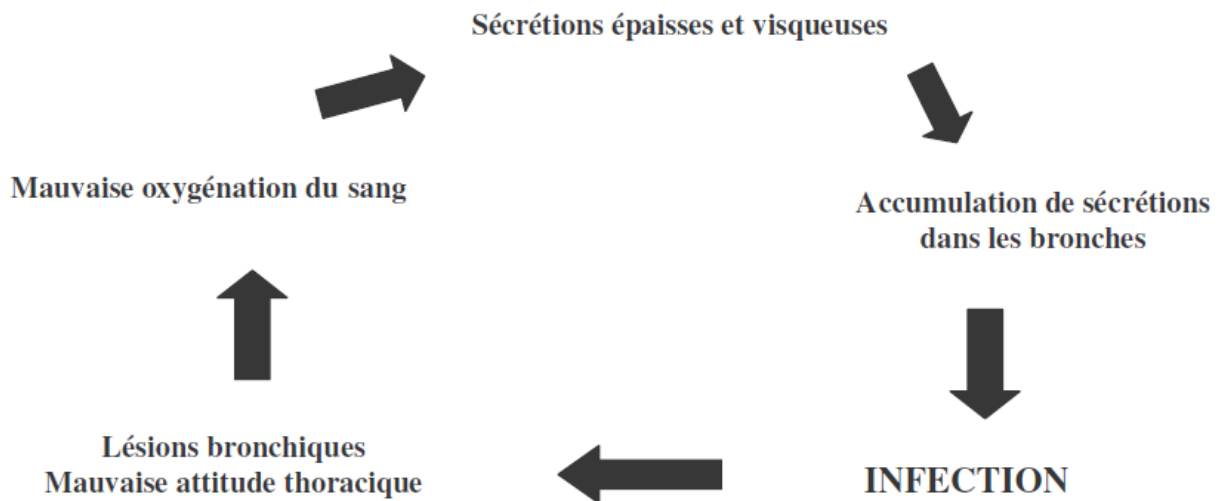 Sécrétions épaisses et visqueuses
Mauvaise oxygénation du sang
Accumulation de sécrétions
dans les bronches
Lésions bronchiques
Mauvaise attitude thoracique
INFECTION